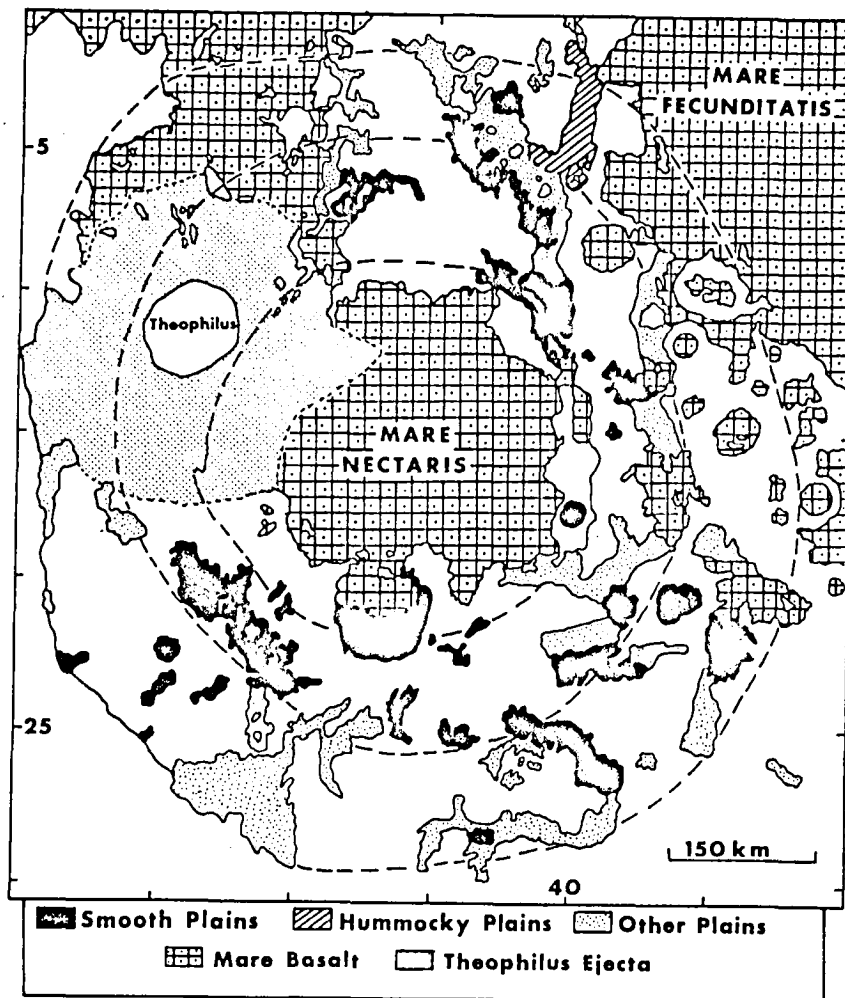 MARE
FECUNDITATIS
5
Theophilus
MARE
NECTARIS
25
150 km
40
Smooth Plains Hummocky Plains Other Plains
Mare Basalt Theophilus Ejecta